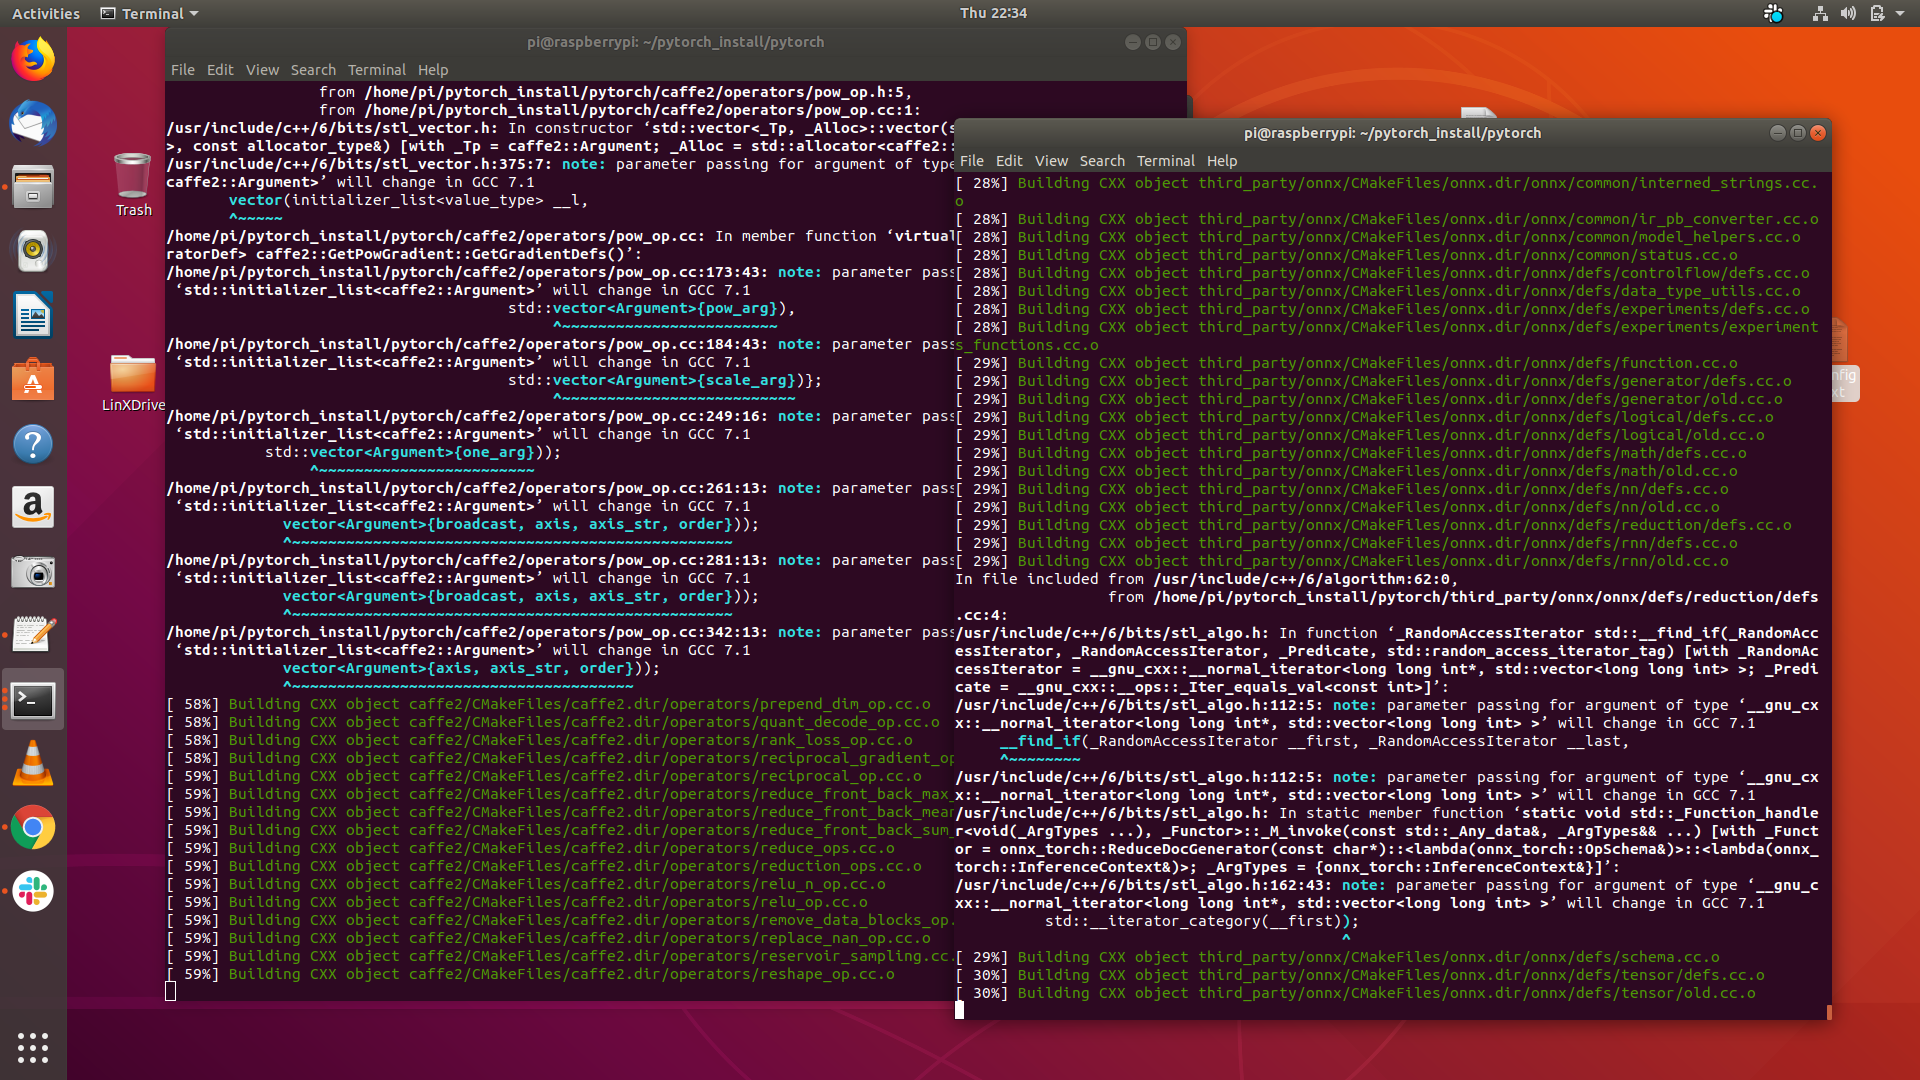 Activities
Terminal
Thu 22:34
Trash
LinXDrive
nfig
xt
pi@raspberrypi: ~/pytorch_install/pytorch
File Edit View Search Terminal Help
from /home/pi/pytorch_install/pytorch/caffe2/operators/pow_op.h:5,
from /home/pi/pytorch_install/pytorch/caffe2/operators/pow_op.cc:1:
/usr/include/c++/6/bits/stl_vector.h: In constructor ‘std::vector<_Tp, _Alloc>::vector(s
>, const allocator_type&) [with _Tp = caffe2::Argument; _Alloc = std::allocator<caffe2::
/usr/include/c++/6/bits/stl_vector.h:375:7: note: parameter passing for argument of type
caffe2::Argument>’ will change in GCC 7.1
vector(initializer_list<value_type> __l,
^~~~~~
/home/pi/pytorch_install/pytorch/caffe2/operators/pow_op.cc: In member function ‘virtual
ratorDef> caffe2::GetPowGradient::GetGradientDefs()’:
/home/pi/pytorch_install/pytorch/caffe2/operators/pow_op.cc:173:43: note: parameter pass
‘std::initializer_list<caffe2::Argument>’ will change in GCC 7.1
std::vector<Argument>{pow_arg}),
^~~~~~~~~~~~~~~~~~~~~~~~~
/home/pi/pytorch_install/pytorch/caffe2/operators/pow_op.cc:184:43: note: parameter pass
‘std::initializer_list<caffe2::Argument>’ will change in GCC 7.1
std::vector<Argument>{scale_arg})};
^~~~~~~~~~~~~~~~~~~~~~~~~~~
/home/pi/pytorch_install/pytorch/caffe2/operators/pow_op.cc:249:16: note: parameter pass
‘std::initializer_list<caffe2::Argument>’ will change in GCC 7.1
std::vector<Argument>{one_arg}));
^~~~~~~~~~~~~~~~~~~~~~~~~
/home/pi/pytorch_install/pytorch/caffe2/operators/pow_op.cc:261:13: note: parameter pass
‘std::initializer_list<caffe2::Argument>’ will change in GCC 7.1
vector<Argument>{broadcast, axis, axis_str, order}));
^~~~~~~~~~~~~~~~~~~~~~~~~~~~~~~~~~~~~~~~~~~~~~~~~~
/home/pi/pytorch_install/pytorch/caffe2/operators/pow_op.cc:281:13: note: parameter pass
‘std::initializer_list<caffe2::Argument>’ will change in GCC 7.1
vector<Argument>{broadcast, axis, axis_str, order}));
^~~~~~~~~~~~~~~~~~~~~~~~~~~~~~~~~~~~~~~~~~~~~~~~~~
/home/pi/pytorch_install/pytorch/caffe2/operators/pow_op.cc:342:13: note: parameter pass
‘std::initializer_list<caffe2::Argument>’ will change in GCC 7.1
vector<Argument>{axis, axis_str, order}));
^~~~~~~~~~~~~~~~~~~~~~~~~~~~~~~~~~~~~~~
[ 58%] Building CXX object caffe2/CMakeFiles/caffe2.dir/operators/prepend_dim_op.cc.o
[ 58%] Building CXX object caffe2/CMakeFiles/caffe2.dir/operators/quant_decode_op.cc.o
[ 58%] Building CXX object caffe2/CMakeFiles/caffe2.dir/operators/rank_loss_op.cc.o
[ 58%] Building CXX object caffe2/CMakeFiles/caffe2.dir/operators/reciprocal_gradient_op
[ 59%] Building CXX object caffe2/CMakeFiles/caffe2.dir/operators/reciprocal_op.cc.o
[ 59%] Building CXX object caffe2/CMakeFiles/caffe2.dir/operators/reduce_front_back_max_
[ 59%] Building CXX object caffe2/CMakeFiles/caffe2.dir/operators/reduce_front_back_mean
[ 59%] Building CXX object caffe2/CMakeFiles/caffe2.dir/operators/reduce_front_back_sum_
[ 59%] Building CXX object caffe2/CMakeFiles/caffe2.dir/operators/reduce_ops.cc.o
[ 59%] Building CXX object caffe2/CMakeFiles/caffe2.dir/operators/reduction_ops.cc.o
[ 59%] Building CXX object caffe2/CMakeFiles/caffe2.dir/operators/relu_n_op.cc.o
[ 59%] Building CXX object caffe2/CMakeFiles/caffe2.dir/operators/relu_op.cc.o
[ 59%] Building CXX object caffe2/CMakeFiles/caffe2.dir/operators/remove_data_blocks_op.
[ 59%] Building CXX object caffe2/CMakeFiles/caffe2.dir/operators/replace_nan_op.cc.o
[ 59%] Building CXX object caffe2/CMakeFiles/caffe2.dir/operators/reservoir_sampling.cc.
[ 59%] Building CXX object caffe2/CMakeFiles/caffe2.dir/operators/reshape_op.cc.o
pi@raspberrypi: ~/pytorch_install/pytorch
File Edit View Search Terminal Help
[ 28%] Building CXX object third_party/onnx/CMakeFiles/onnx.dir/onnx/common/interned_strings.cc.
o
[ 28%] Building CXX object third_party/onnx/CMakeFiles/onnx.dir/onnx/common/ir_pb_converter.cc.o
[ 28%] Building CXX object third_party/onnx/CMakeFiles/onnx.dir/onnx/common/model_helpers.cc.o
[ 28%] Building CXX object third_party/onnx/CMakeFiles/onnx.dir/onnx/common/status.cc.o
[ 28%] Building CXX object third_party/onnx/CMakeFiles/onnx.dir/onnx/defs/controlflow/defs.cc.o
[ 28%] Building CXX object third_party/onnx/CMakeFiles/onnx.dir/onnx/defs/data_type_utils.cc.o
[ 28%] Building CXX object third_party/onnx/CMakeFiles/onnx.dir/onnx/defs/experiments/defs.cc.o
[ 28%] Building CXX object third_party/onnx/CMakeFiles/onnx.dir/onnx/defs/experiments/experiment
s_functions.cc.o
[ 29%] Building CXX object third_party/onnx/CMakeFiles/onnx.dir/onnx/defs/function.cc.o
[ 29%] Building CXX object third_party/onnx/CMakeFiles/onnx.dir/onnx/defs/generator/defs.cc.o
[ 29%] Building CXX object third_party/onnx/CMakeFiles/onnx.dir/onnx/defs/generator/old.cc.o
[ 29%] Building CXX object third_party/onnx/CMakeFiles/onnx.dir/onnx/defs/logical/defs.cc.o
[ 29%] Building CXX object third_party/onnx/CMakeFiles/onnx.dir/onnx/defs/logical/old.cc.o
[ 29%] Building CXX object third_party/onnx/CMakeFiles/onnx.dir/onnx/defs/math/defs.cc.o
[ 29%] Building CXX object third_party/onnx/CMakeFiles/onnx.dir/onnx/defs/math/old.cc.o
[ 29%] Building CXX object third_party/onnx/CMakeFiles/onnx.dir/onnx/defs/nn/defs.cc.o
[ 29%] Building CXX object third_party/onnx/CMakeFiles/onnx.dir/onnx/defs/nn/old.cc.o
[ 29%] Building CXX object third_party/onnx/CMakeFiles/onnx.dir/onnx/defs/reduction/defs.cc.o
[ 29%] Building CXX object third_party/onnx/CMakeFiles/onnx.dir/onnx/defs/rnn/defs.cc.o
[ 29%] Building CXX object third_party/onnx/CMakeFiles/onnx.dir/onnx/defs/rnn/old.cc.o
In file included from /usr/include/c++/6/algorithm:62:0,
from /home/pi/pytorch_install/pytorch/third_party/onnx/onnx/defs/reduction/defs
.cc:4:
/usr/include/c++/6/bits/stl_algo.h: In function ‘_RandomAccessIterator std::__find_if(_RandomAcc
essIterator, _RandomAccessIterator, _Predicate, std::random_access_iterator_tag) [with _RandomAc
cessIterator = __gnu_cxx::__normal_iterator<long long int*, std::vector<long long int> >; _Predi
cate = __gnu_cxx::__ops::_Iter_equals_val<const int>]’:
/usr/include/c++/6/bits/stl_algo.h:112:5: note: parameter passing for argument of type ‘__gnu_cx
x::__normal_iterator<long long int*, std::vector<long long int> >’ will change in GCC 7.1
__find_if(_RandomAccessIterator __first, _RandomAccessIterator __last,
^~~~~~~~~
/usr/include/c++/6/bits/stl_algo.h:112:5: note: parameter passing for argument of type ‘__gnu_cx
x::__normal_iterator<long long int*, std::vector<long long int> >’ will change in GCC 7.1
/usr/include/c++/6/bits/stl_algo.h: In static member function ‘static void std::_Function_handle
r<void(_ArgTypes ...), _Functor>::_M_invoke(const std::_Any_data&, _ArgTypes&& ...) [with _Funct
or = onnx_torch::ReduceDocGenerator(const char*)::<lambda(onnx_torch::OpSchema&)>::<lambda(onnx_
torch::InferenceContext&)>; _ArgTypes = {onnx_torch::InferenceContext&}]’:
/usr/include/c++/6/bits/stl_algo.h:162:43: note: parameter passing for argument of type ‘__gnu_c
xx::__normal_iterator<long long int*, std::vector<long long int> >’ will change in GCC 7.1
std::__iterator_category(__first));
^
[ 29%] Building CXX object third_party/onnx/CMakeFiles/onnx.dir/onnx/defs/schema.cc.o
[ 30%] Building CXX object third_party/onnx/CMakeFiles/onnx.dir/onnx/defs/tensor/defs.cc.o
[ 30%] Building CXX object third_party/onnx/CMakeFiles/onnx.dir/onnx/defs/tensor/old.cc.o